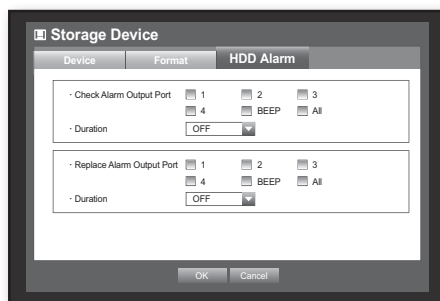 Storage Device
Device Format HDD Alarm
· Check Alarm Output Port 1 2 3
4 BEEP All
· Duration OFF
· Replace Alarm Output Port 1 2 3
4 BEEP All
· Duration OFF
OK Cancel